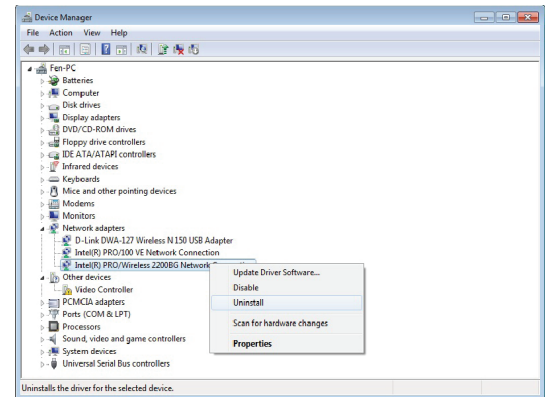 Device Manager
File Action View Help
Fen-PC
Batteries
Computer
Disk drives
Display adapters
DVD/CD-ROM drives
Floppy drive controllers
IDE ATA/ATAPI controllers
Infrared devices
Keyboards
Mice and other pointing devices
Modems
Monitors
Network adapters
D-Link DWA-127 Wireless N 150 USB Adapter
Intel(R) PRO/100 VE Network Connection
Intel(R) PRO/Wireless 2200BG Network
Other devices
Video Controller
PCMCIA adapters
Ports (COM & LPT)
Processors
Sound, video and game controllers
System devices
Universal Serial Bus controllers
Update Driver Software...
Disable
Uninstall
Scan for hardware changes
Properties
Uninstalls the driver for the selected device.